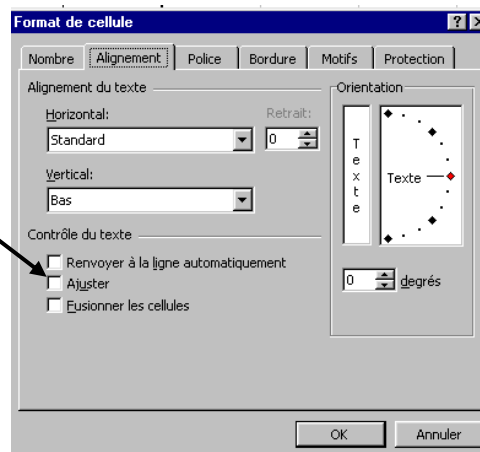 Format de cellule
Nombre Alignement Police Bordure Motifs Protection
Alignement du texte
Horizontal:
Retrait:
Standard
0
Vertical:
Bas
Contrôle du texte
Renvoyer à la ligne automatiquement
Ajuster
Fusionner les cellules
Orientation
Texte
Texte
0 degrés
OK Annuler